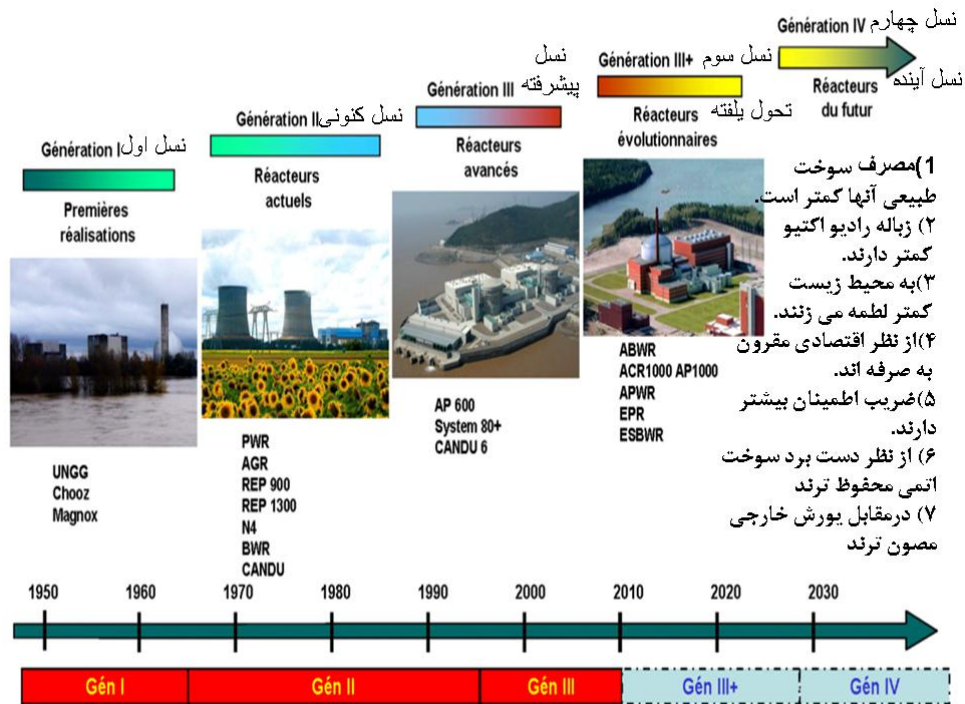 Génération I نسل اول
Premières
réalisations
UNGG
Chooz
Magnox
Génération II نسل کنونی
Réacteurs
actuels
PWR
AGR
REP 900
REP 1300
N4
BWR
CANDU
Génération III نسل
پیشرفته
Réacteurs
avancés
AP 600
System 80+
CANDU 6
Génération III+ نسل سوم
Réacteurs تحول یلفته
évolutionnaires
ABWR
ACR1000 AP1000
APWR
EPR
ESBWR
Génération IV نسل چهارم
Réacteurs نسل آینده
du futur
1)مصرف سوخت
طبیعی آنها کمتر است.
۲) زباله رادیو اکتیو
کمتر دارند.
۳)به محیط زیست
کمتر لطمه می زنند.
۴)از نظر اقتصادی مقرون
به صرفه اند.
۵)ضریب اطمینان بیشتر
دارند.
۶) از نظر دست برد سوخت
اتمی محفوظ ترند
۷) درمقابل یورش خارجی
مصون ترند
1950 1960 1970 1980 1990 2000 2010 2020 2030
Gén I Gén II Gén III Gén III+ Gén IV